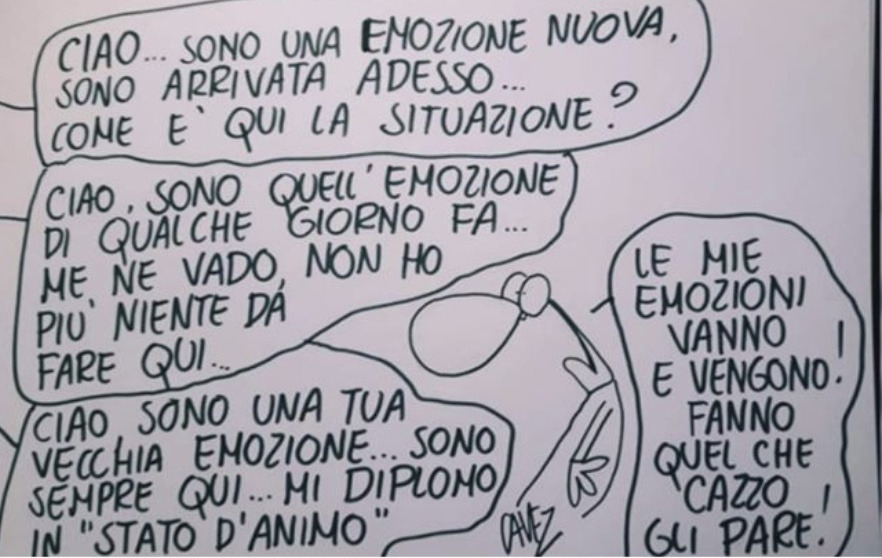 CIAO... SONO UNA EMOZIONE NUOVA,
SONO ARRIVATA ADESSO...
COME E` QUI LA SITUAZIONE?
CIAO, SONO QUELL'EMOZIONE
DI QUALCHE GIORNO FA...
ME NE VADO, NON HO
PIU` NIENTE DA
FARE QUI...
CIAO, SONO UNA TUA
VECCHIA EMOZIONE... SONO
SEMPRE QUI... MI DIPLOMO
IN "STATO D'ANIMO"
LE MIE
EMOZIONI
VANNO
E VENGONO!
FANNO
QUEL CHE
CAZZO
GLI PARE!
CAVEZ